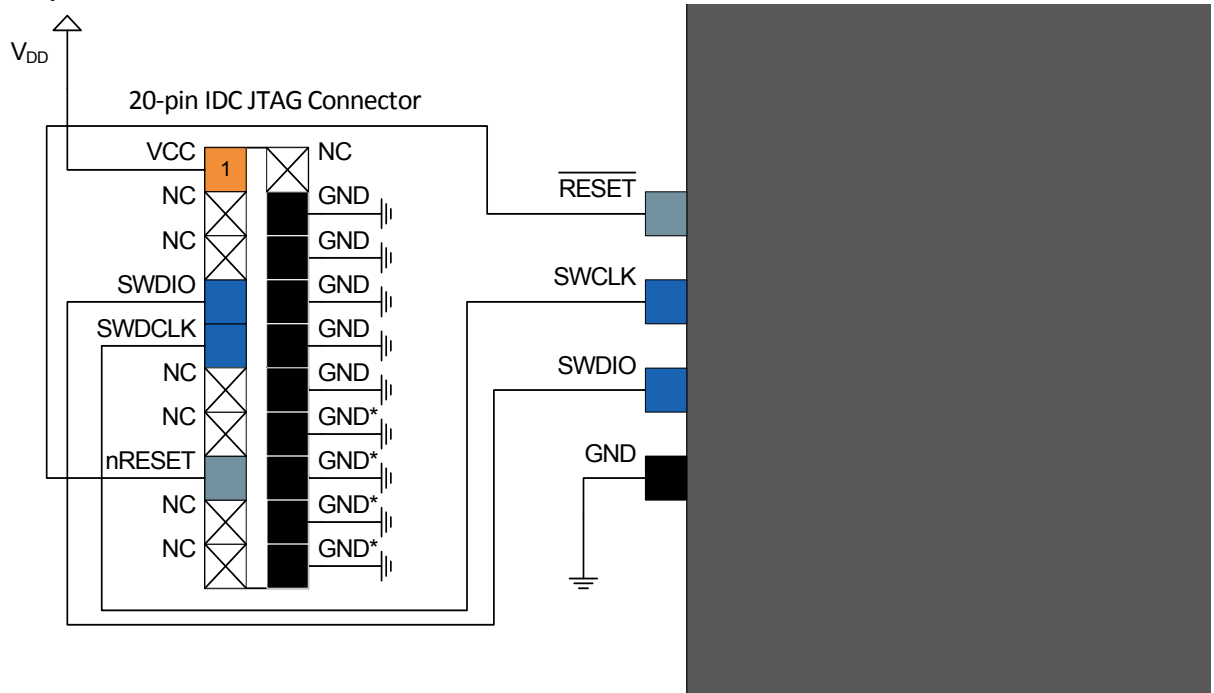 V_DD
20-pin IDC JTAG Connector
VCC
1
NC
NC
GND
NC
GND
SWDIO
GND
SWDCLK
GND
NC
GND
NC
GND*
nRESET
GND*
NC
GND*
NC
GND*
RESET
SWCLK
SWDIO
GND